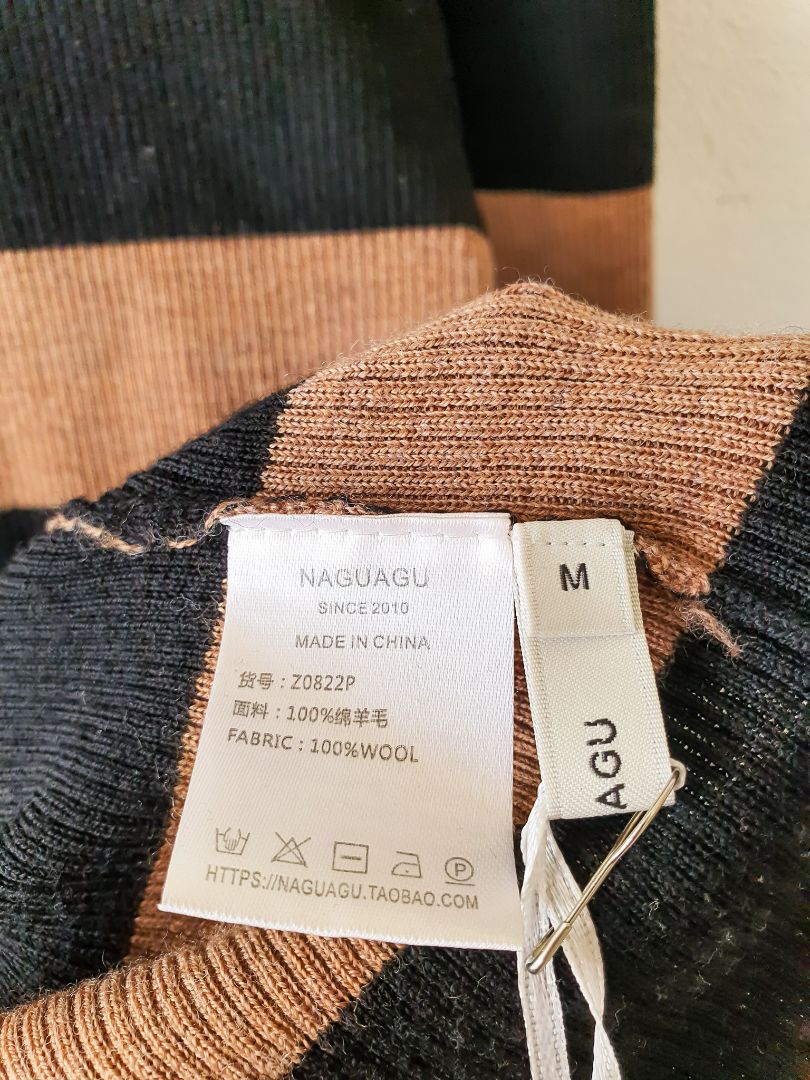 NAGUAGU
SINCE 2010
MADE IN CHINA
货号：Z0822P
面料：100%绵羊毛
FABRIC：100%WOOL
HTTPS://NAGUAGU.TAOBAO.COM
M
AGU
P